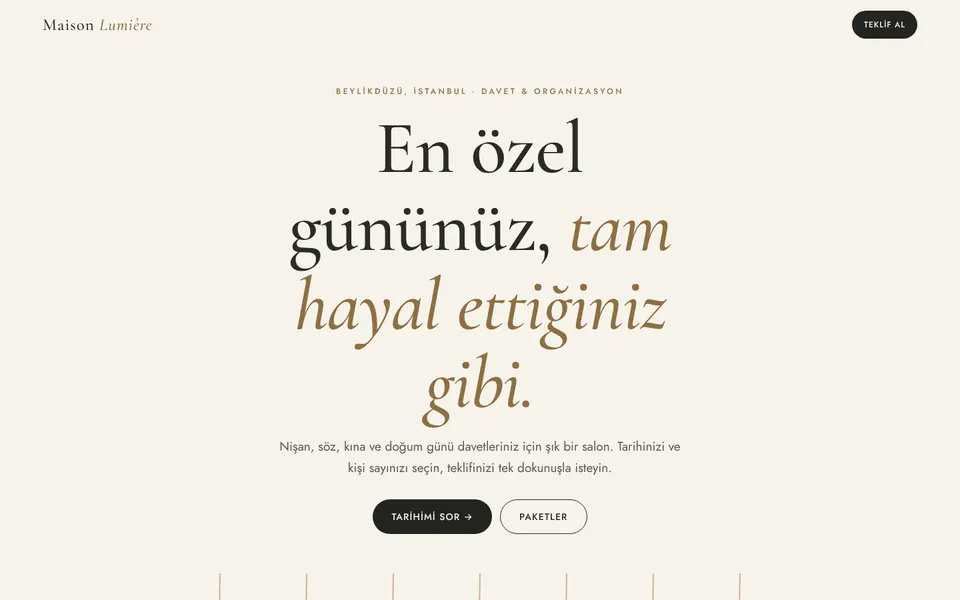 Maison Lumière
TEKLİF AL
BEYLİKDÜZÜ, İSTANBUL · DAVET & ORGANİZASYON
En özel
gününüz, tam
hayal ettiğiniz
gibi.
Nişan, söz, kına ve doğum günü davetleriniz için şık bir salon. Tarihinizi ve
kişi sayınızı seçin, teklifinizi tek dokunuşla isteyin.
TARİHİMİ SOR →
PAKETLER